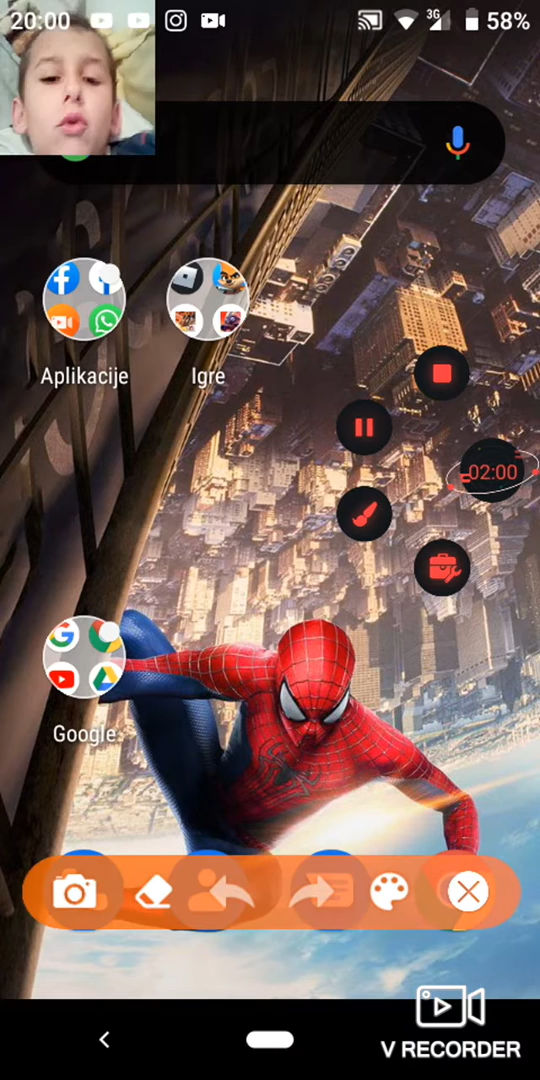 20:00
3G
58%
Aplikacije
Igre
02:00
Google
V RECORDER